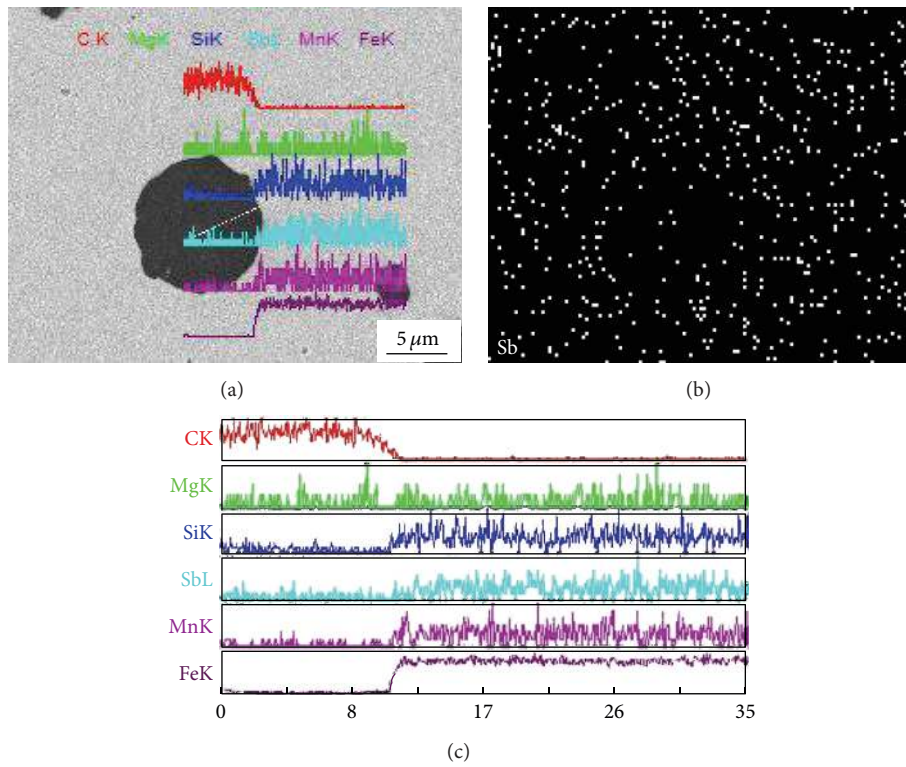 C K MgK SiK SbL MnK FeK
5 μm
(a)
Sb
(b)
CK
MgK
SiK
SbL
MnK
FeK
0 8 17 26 35
(c)